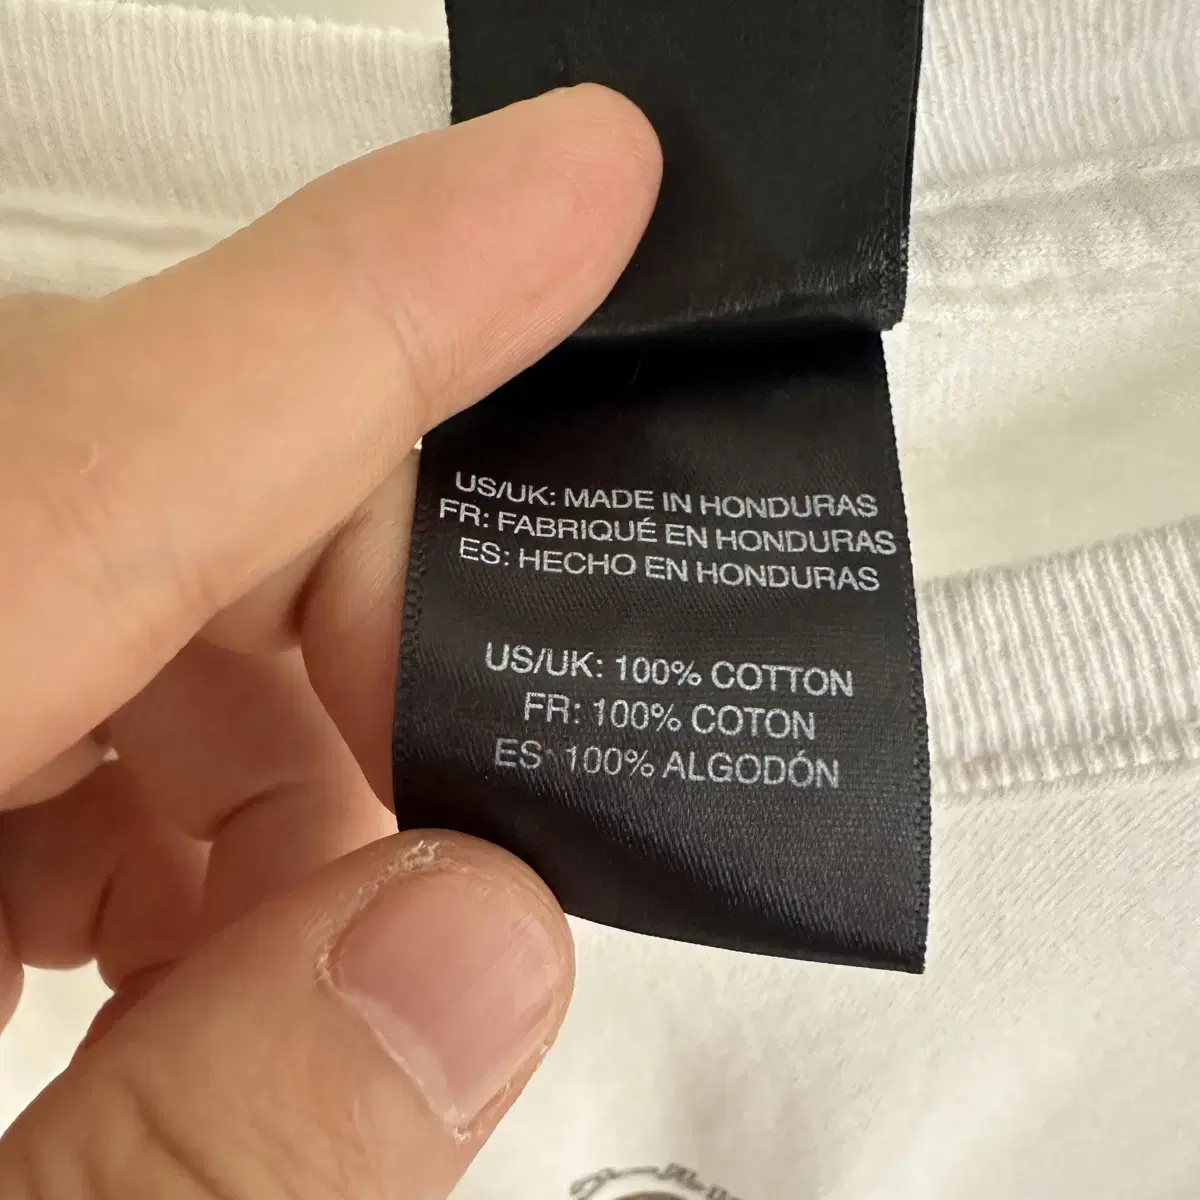 US/UK: MADE IN HONDURAS
FR: FABRIQUÉ EN HONDURAS
ES: HECHO EN HONDURAS
US/UK: 100% COTTON
FR: 100% COTON
ES: 100% ALGODÓN